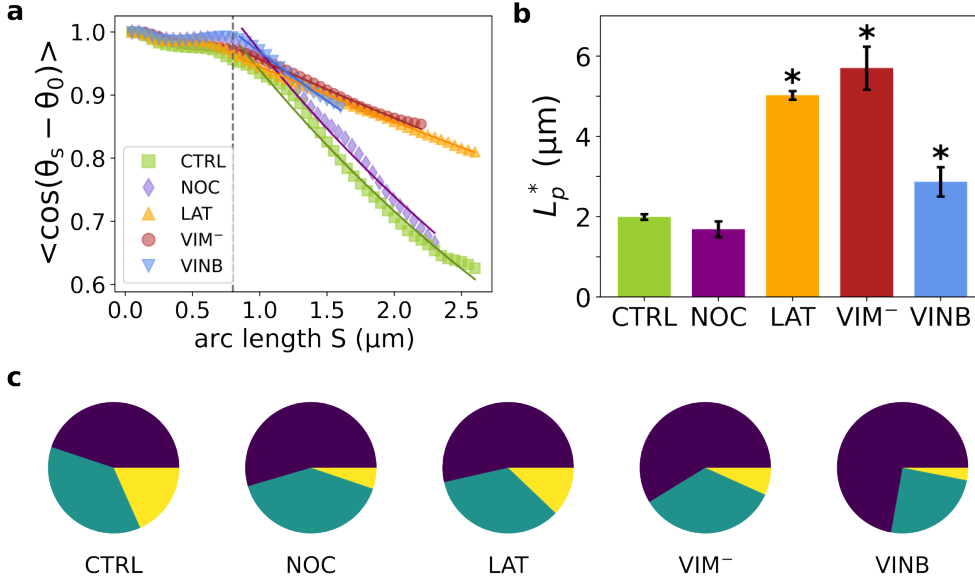 a
<cos(θs − θ0)>
1.0
0.9
0.8
0.7
0.6
CTRL
NOC
LAT
VIM⁻
VINB
0.0 0.5 1.0 1.5 2.0 2.5
arc length S (μm)
b
Lp* (μm)
6
4
2
0
*
*
*
CTRL NOC LAT VIM⁻ VINB
c
CTRL NOC LAT VIM⁻ VINB